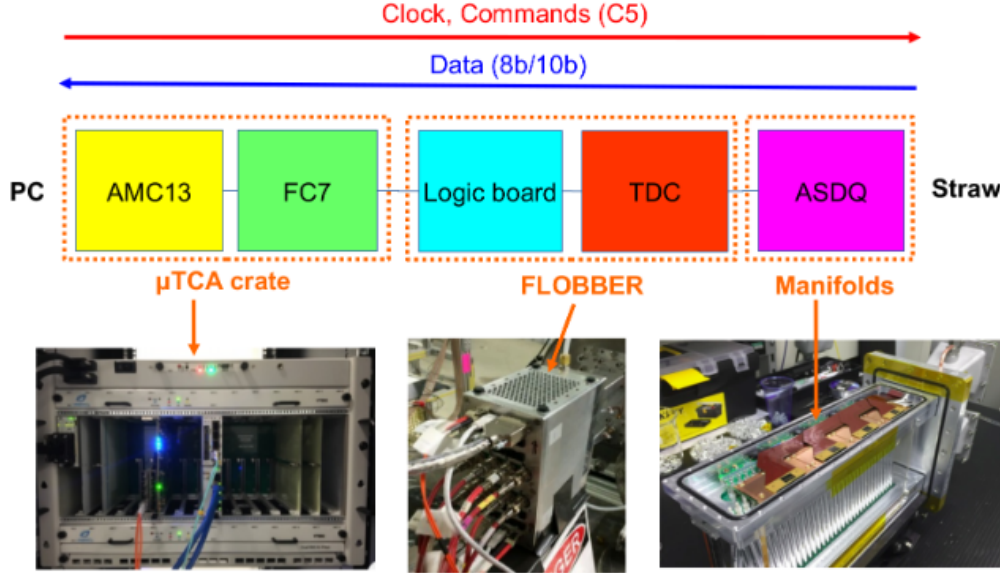 Clock, Commands (C5)
Data (8b/10b)
PC
AMC13
FC7
Logic board
TDC
ASDQ
Straw
µTCA crate
FLOBBER
Manifolds